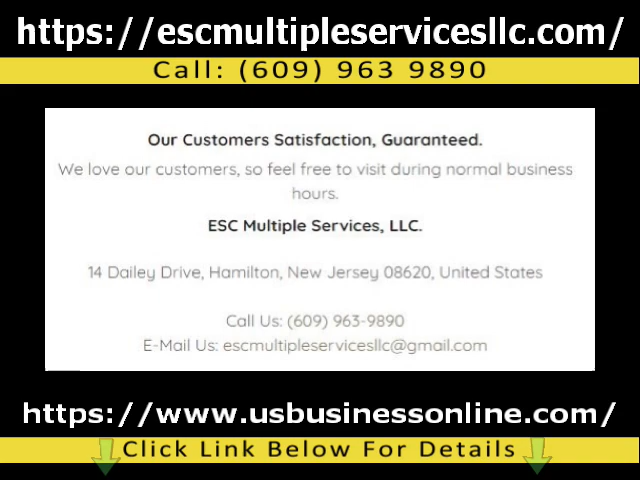 https://escmultipleservicesllc.com/
Call: (609) 963 9890
Our Customers Satisfaction, Guaranteed.
We love our customers, so feel free to visit during normal business
hours.
ESC Multiple Services, LLC.
14 Dailey Drive, Hamilton, New Jersey 08620, United States
Call Us: (609) 963-9890
E-Mail Us: escmultipleservicesllc@gmail.com
https://www.usbusinessonline.com/
Click Link Below For Details